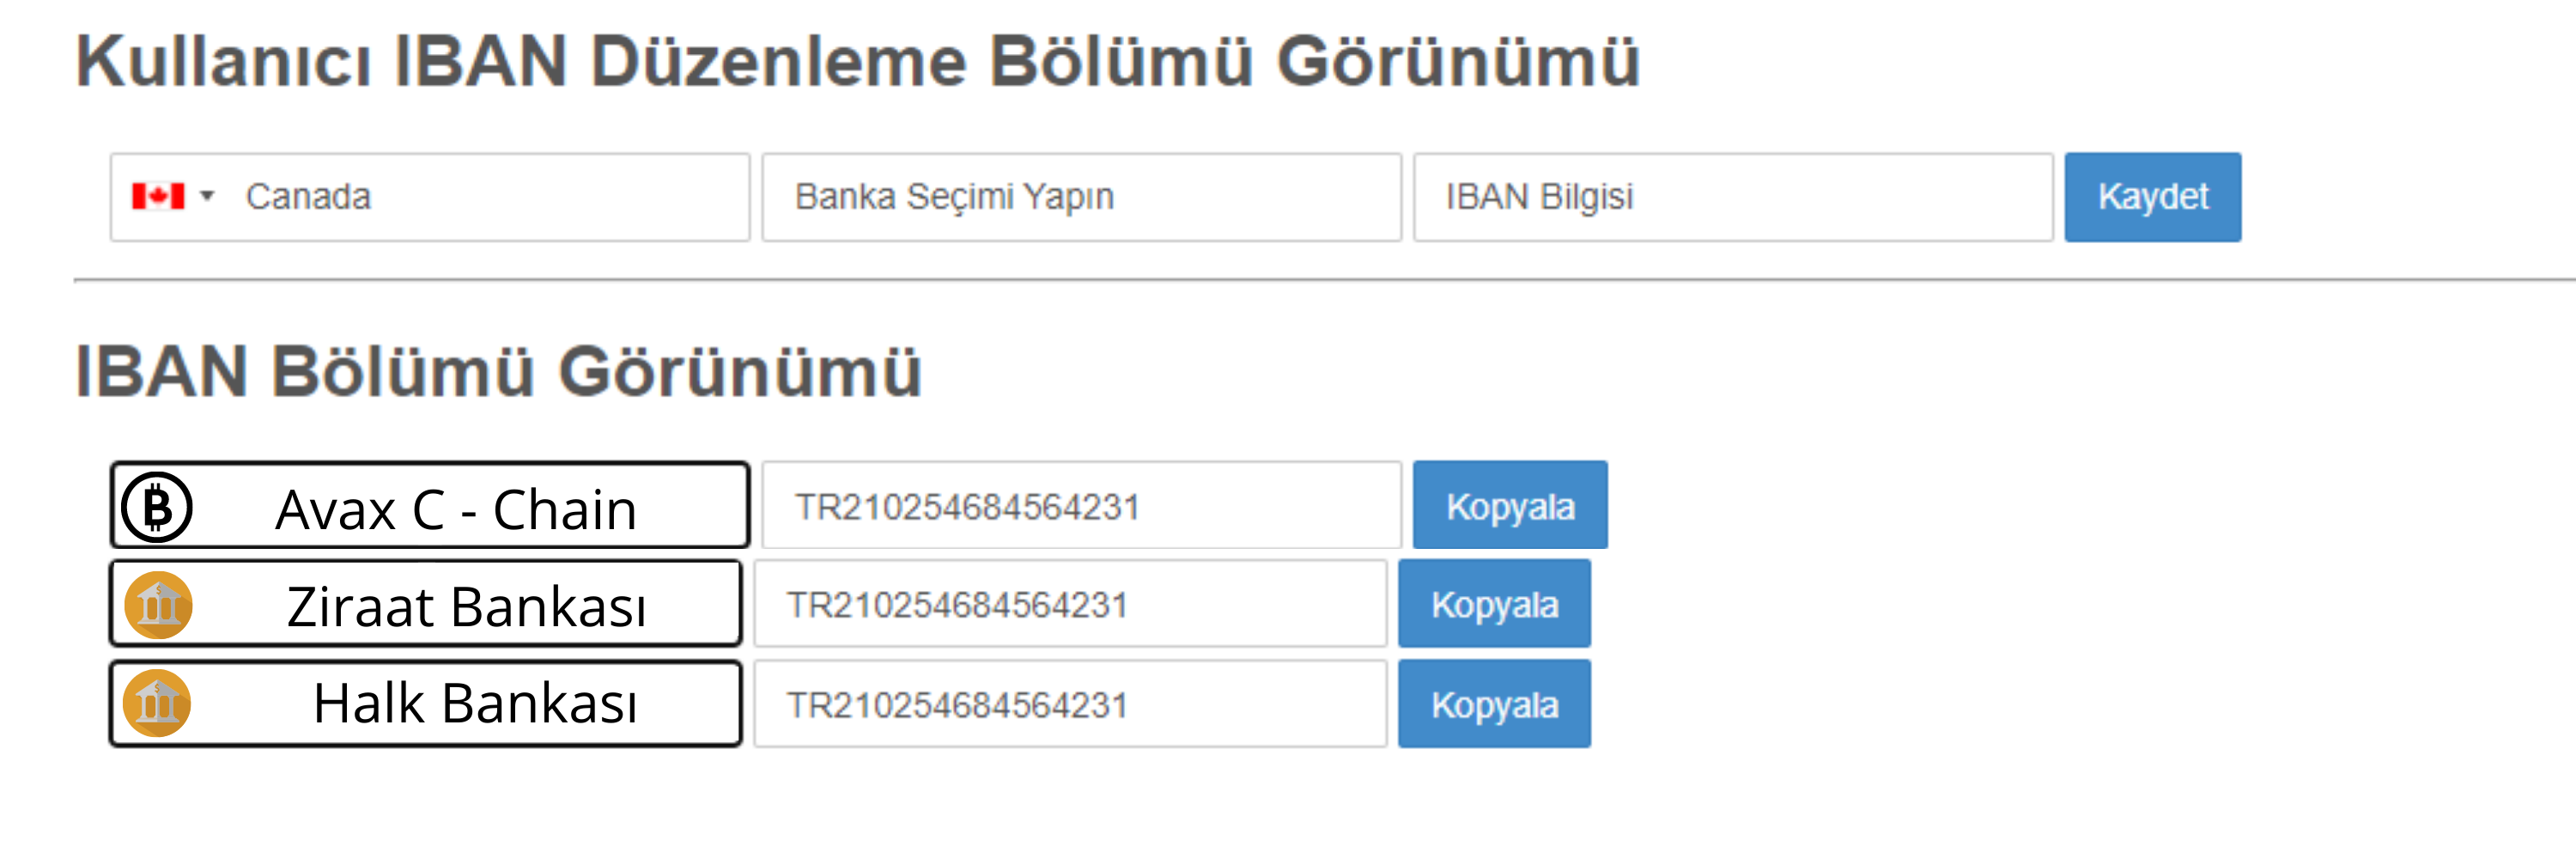 Kullanıcı IBAN Düzenleme Bölümü Görünümü
Canada Banka Seçimi Yapın IBAN Bilgisi Kaydet
IBAN Bölümü Görünümü
Avax C - Chain TR210254684564231 Kopyala
Ziraat Bankası TR210254684564231 Kopyala
Halk Bankası TR210254684564231 Kopyala